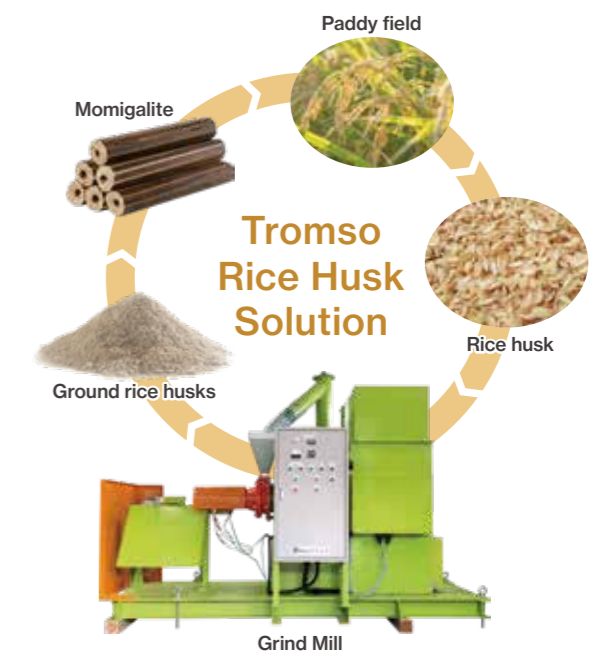 Paddy field
Momigalite
Tromso
Rice Husk
Solution
Rice husk
Ground rice husks
Grind Mill